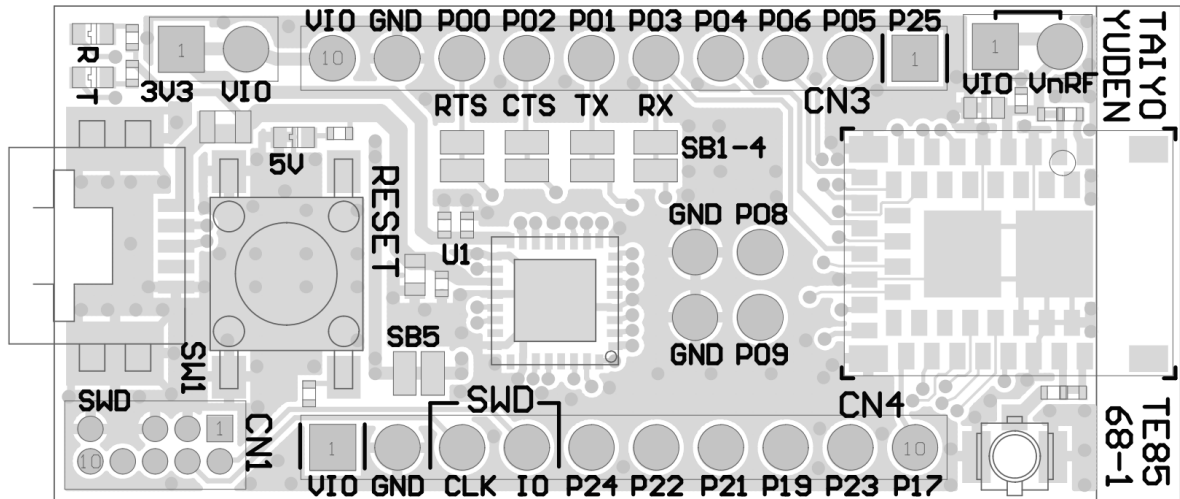 VIO GND P00 P02 P01 P03 P04 P06 P05 P25
TAIYO
YUDEN
R
T
1
10
1
1
3V3 VIO
RTS CTS TX RX
CN3
VIO VnRF
5V
SB1-4
RESET
GND P08
U1
SB5
GND P09
SW1
SWD
SWD
CN4
CN1
1
10
1
10
TE85
68-1
VIO GND CLK IO P24 P22 P21 P19 P23 P17